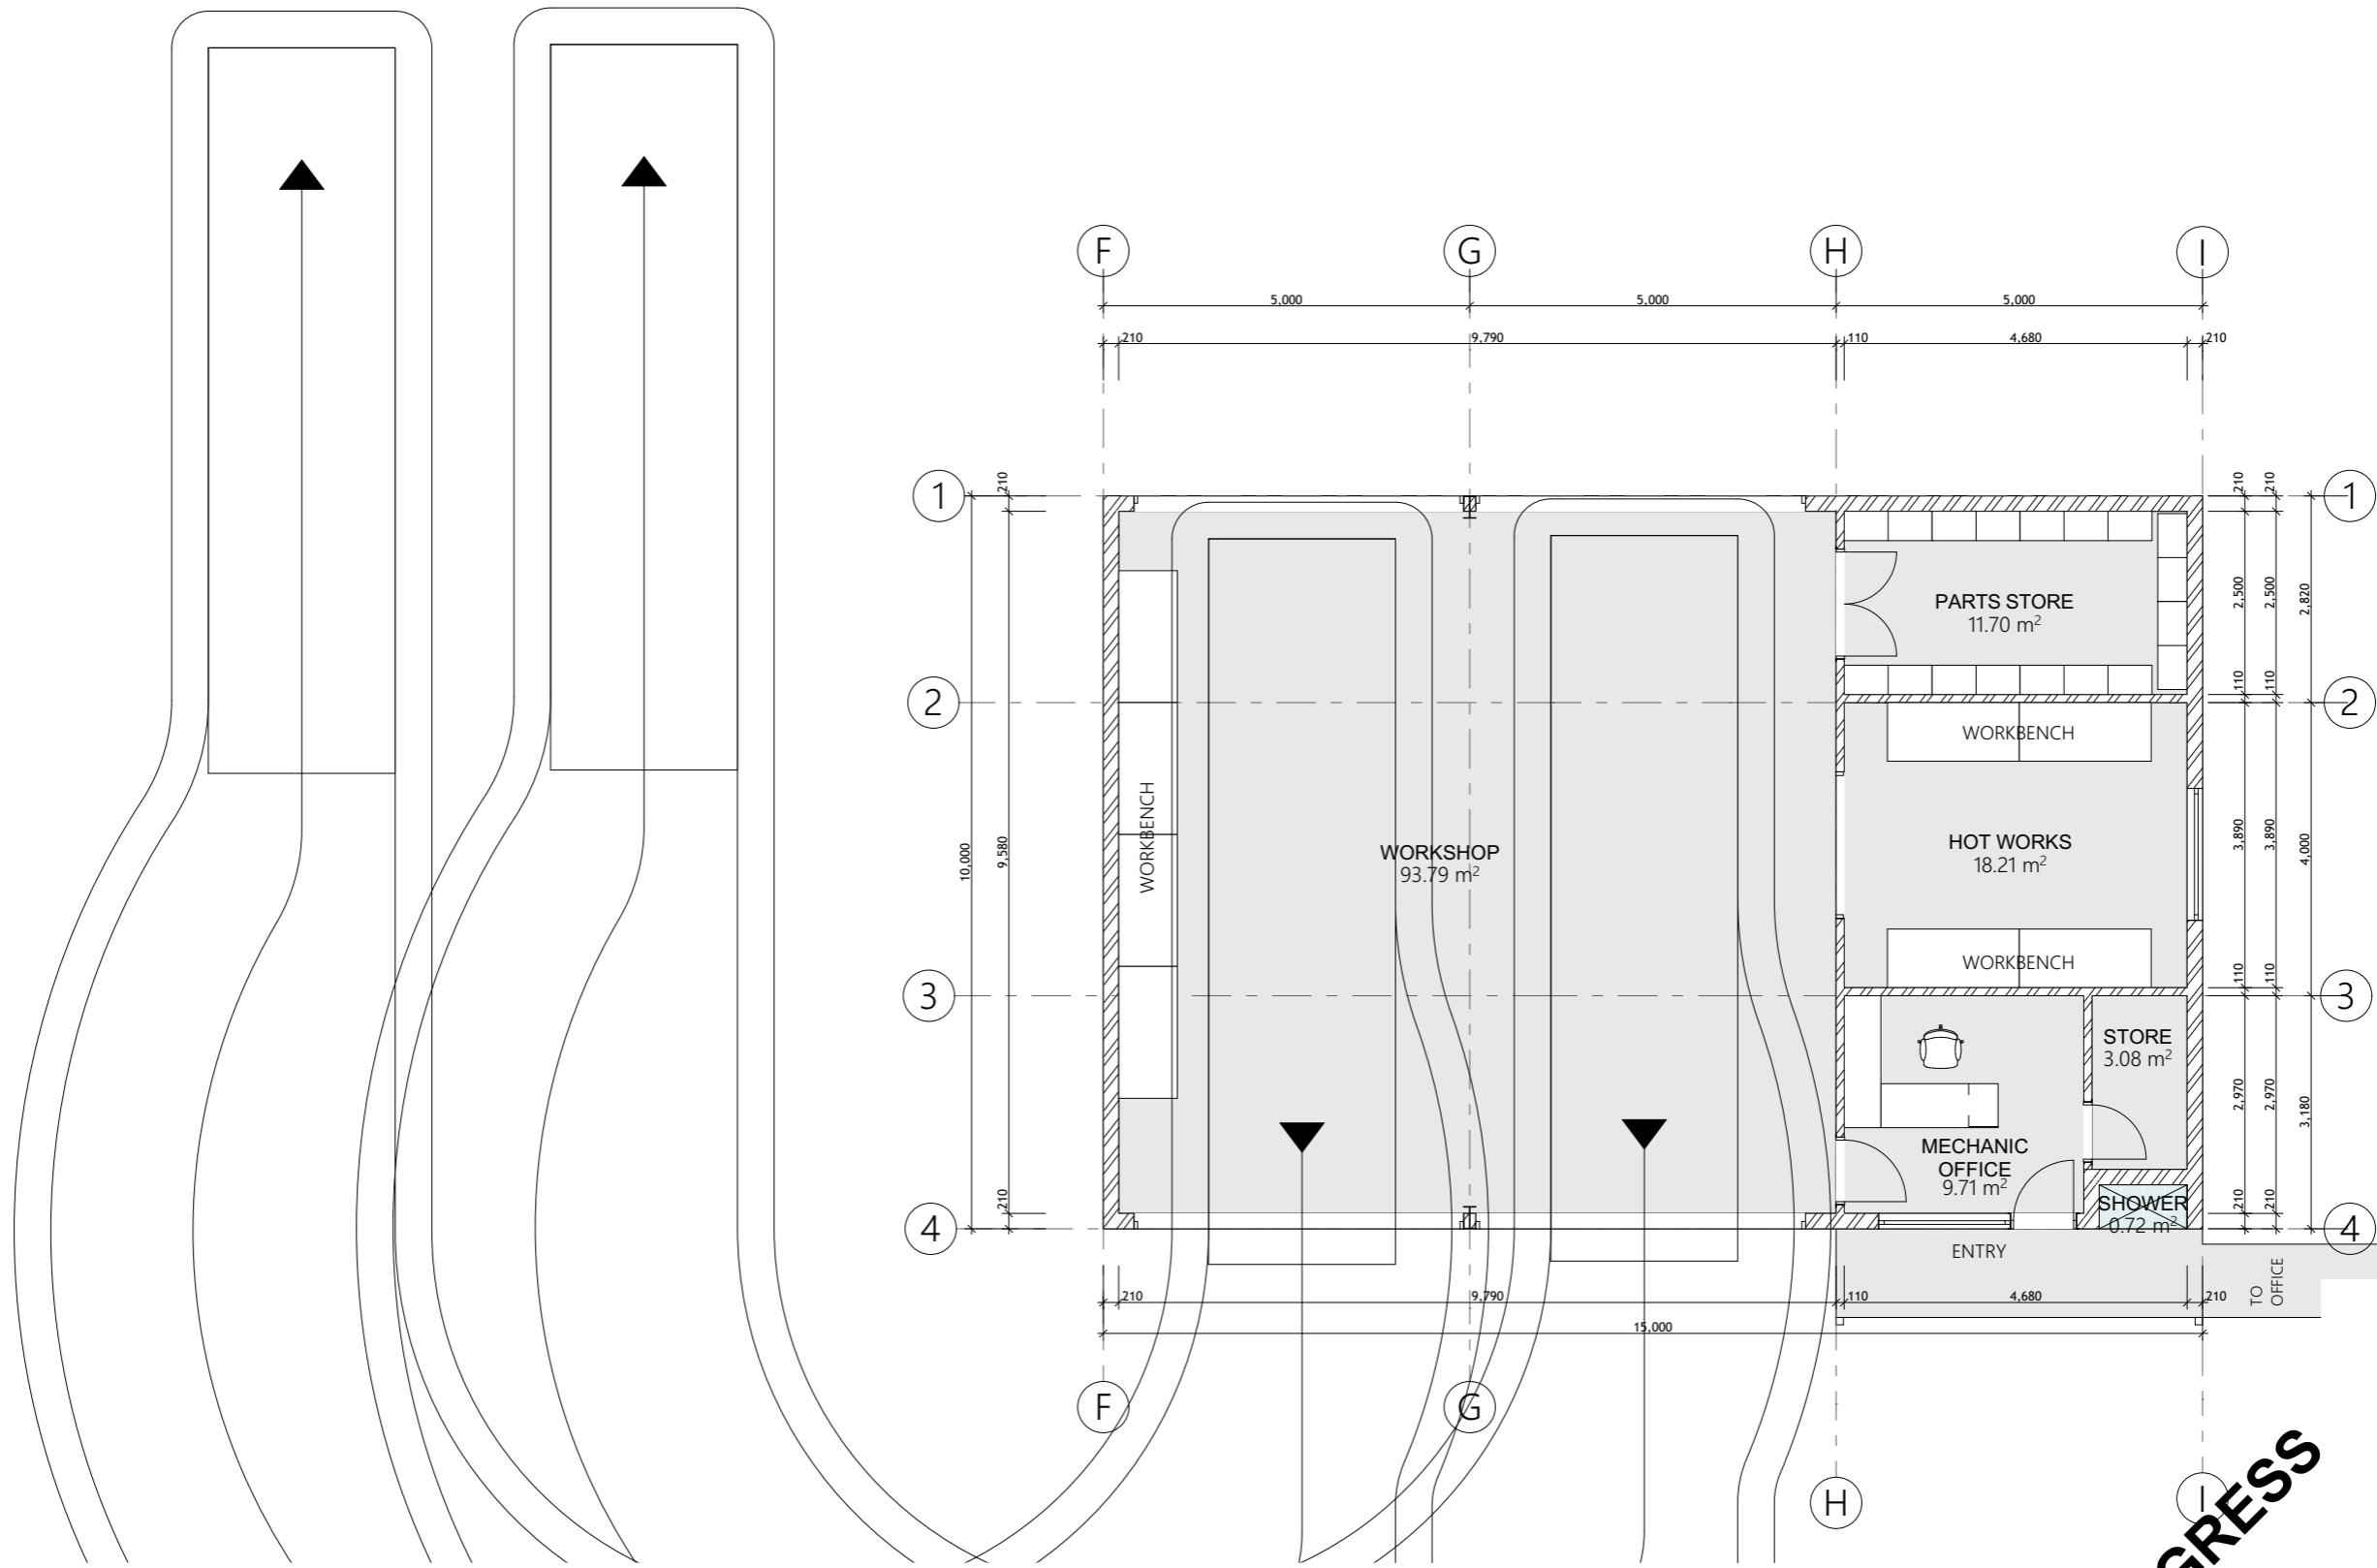 F G H I
5,000 5,000 5,000
210 9,790 110 4,680 210
1 210 210 210 1
PARTS STORE
11.70 m²
2,500 2,500 2,820
2 110 110 2
WORKBENCH
WORKBENCH
WORKSHOP
93.79 m²
HOT WORKS
18.21 m²
10,000 9,580 3,890 3,890 4,000
WORKBENCH
3 110 110 3
STORE
3.08 m²
MECHANIC
OFFICE
9.71 m²
2,970 2,970 3,180
SHOWER
0.72 m²
4 210 210 210 4
ENTRY
TO
OFFICE
210 9,790 110 4,680 210
15,000
F G H I
GRESS